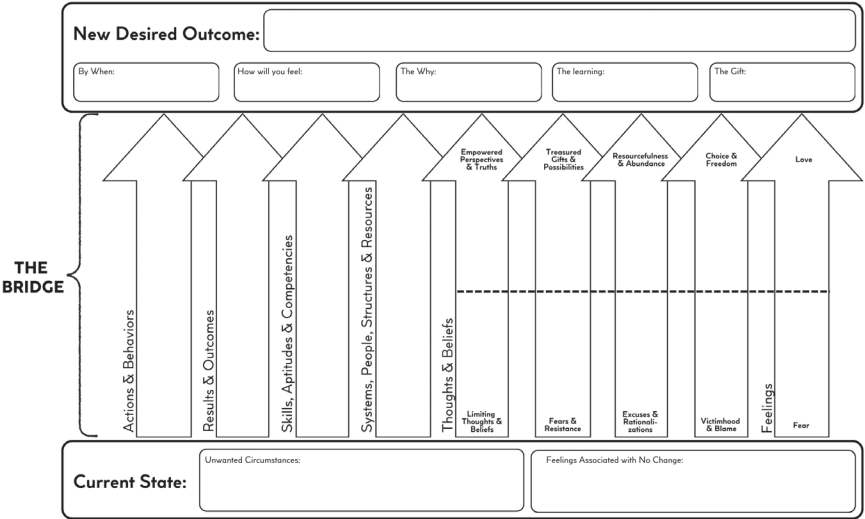 New Desired Outcome:
By When:
How will you feel:
The Why:
The learning:
The Gift:
Empowered
Perspectives
& Truths
Treasured
Gifts &
Possibilities
Resourcefulness
& Abundance
Choice &
Freedom
Love
THE
BRIDGE
Actions & Behaviors
Results & Outcomes
Skills, Aptitudes & Competencies
Systems, People, Structures & Resources
Thoughts & Beliefs
Feelings
Limiting
Thoughts &
Beliefs
Fears &
Resistance
Excuses &
Rationali-
zations
Victimhood
& Blame
Fear
Current State:
Unwanted Circumstances:
Feelings Associated with No Change: